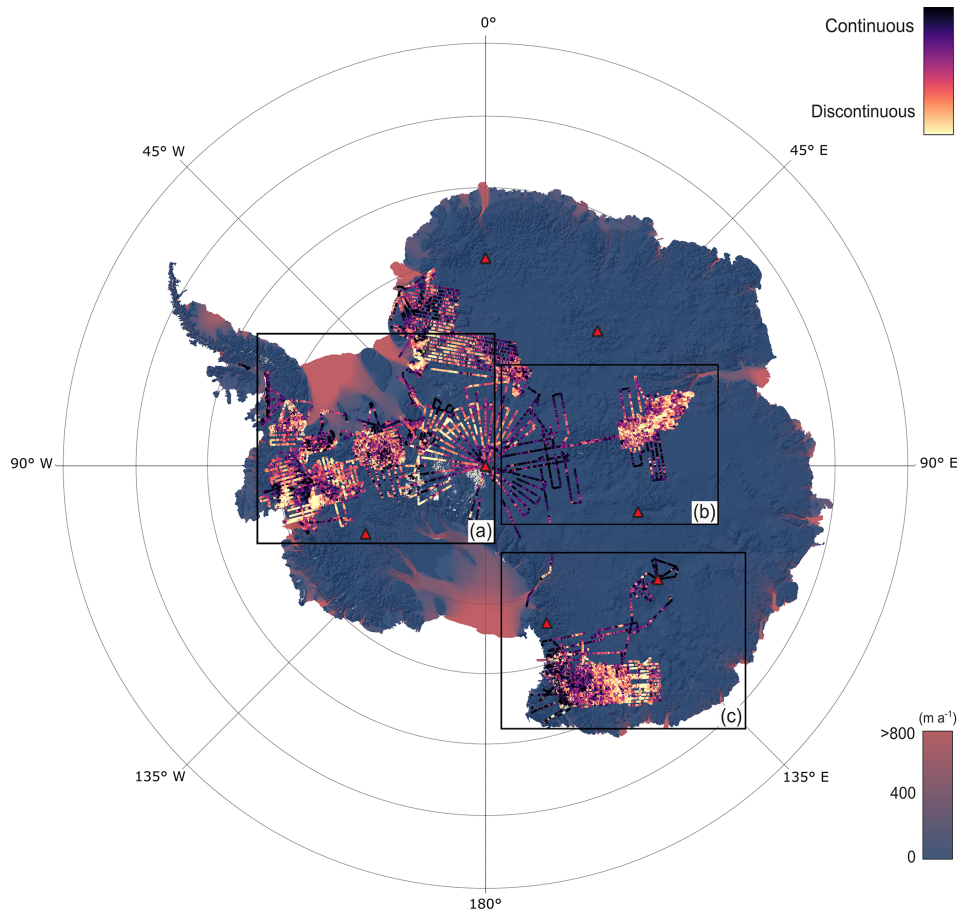 0°
Continuous
Discontinuous
45° W
45° E
90° W
90° E
(a)
(b)
(c)
(m a⁻¹)
>800
400
0
135° W
135° E
180°